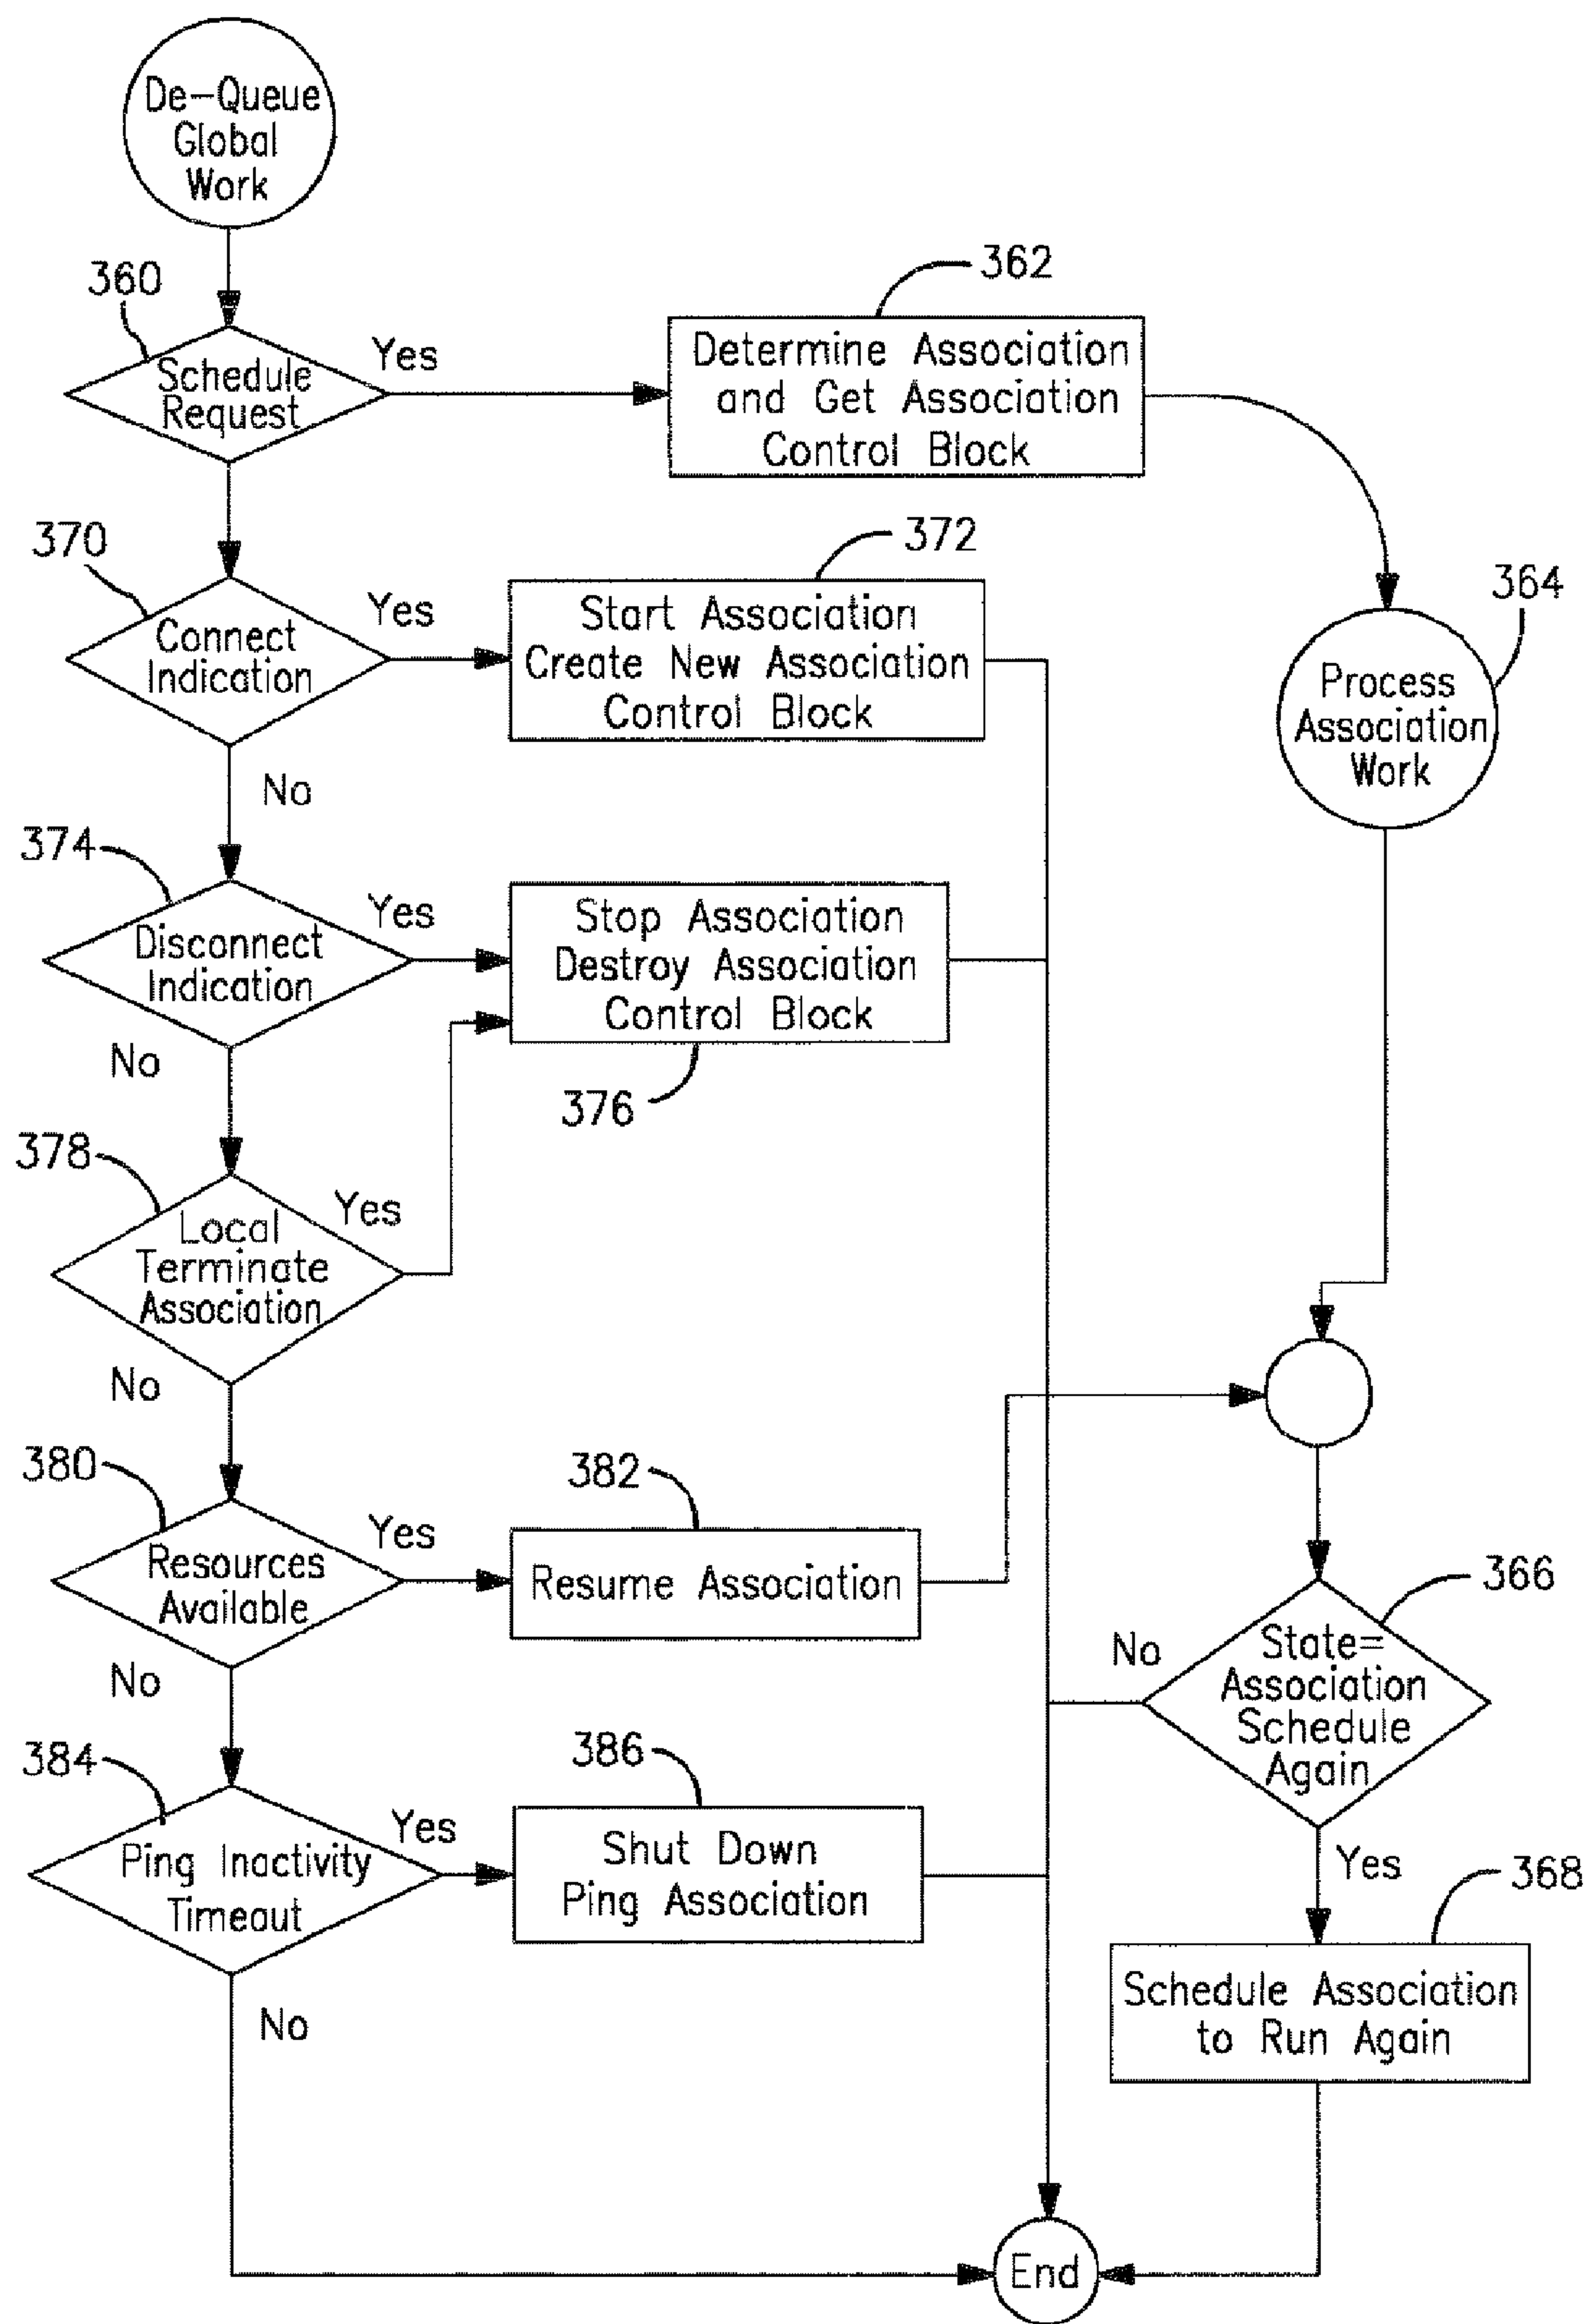 De-Queue
Global
Work
360
Schedule
Request
Yes
362
Determine Association
and Get Association
Control Block
370
Connect
Indication
Yes
372
Start Association
Create New Association
Control Block
364
Process
Association
Work
No
374
Disconnect
Indication
Yes
Stop Association
Destroy Association
Control Block
376
No
378
Local
Terminate
Association
Yes
No
380
Resources
Available
Yes
382
Resume Association
366
State=
Association
Schedule
Again
No
No
384
Ping Inactivity
Timeout
Yes
386
Shut Down
Ping Association
Yes
368
Schedule Association
to Run Again
No
End